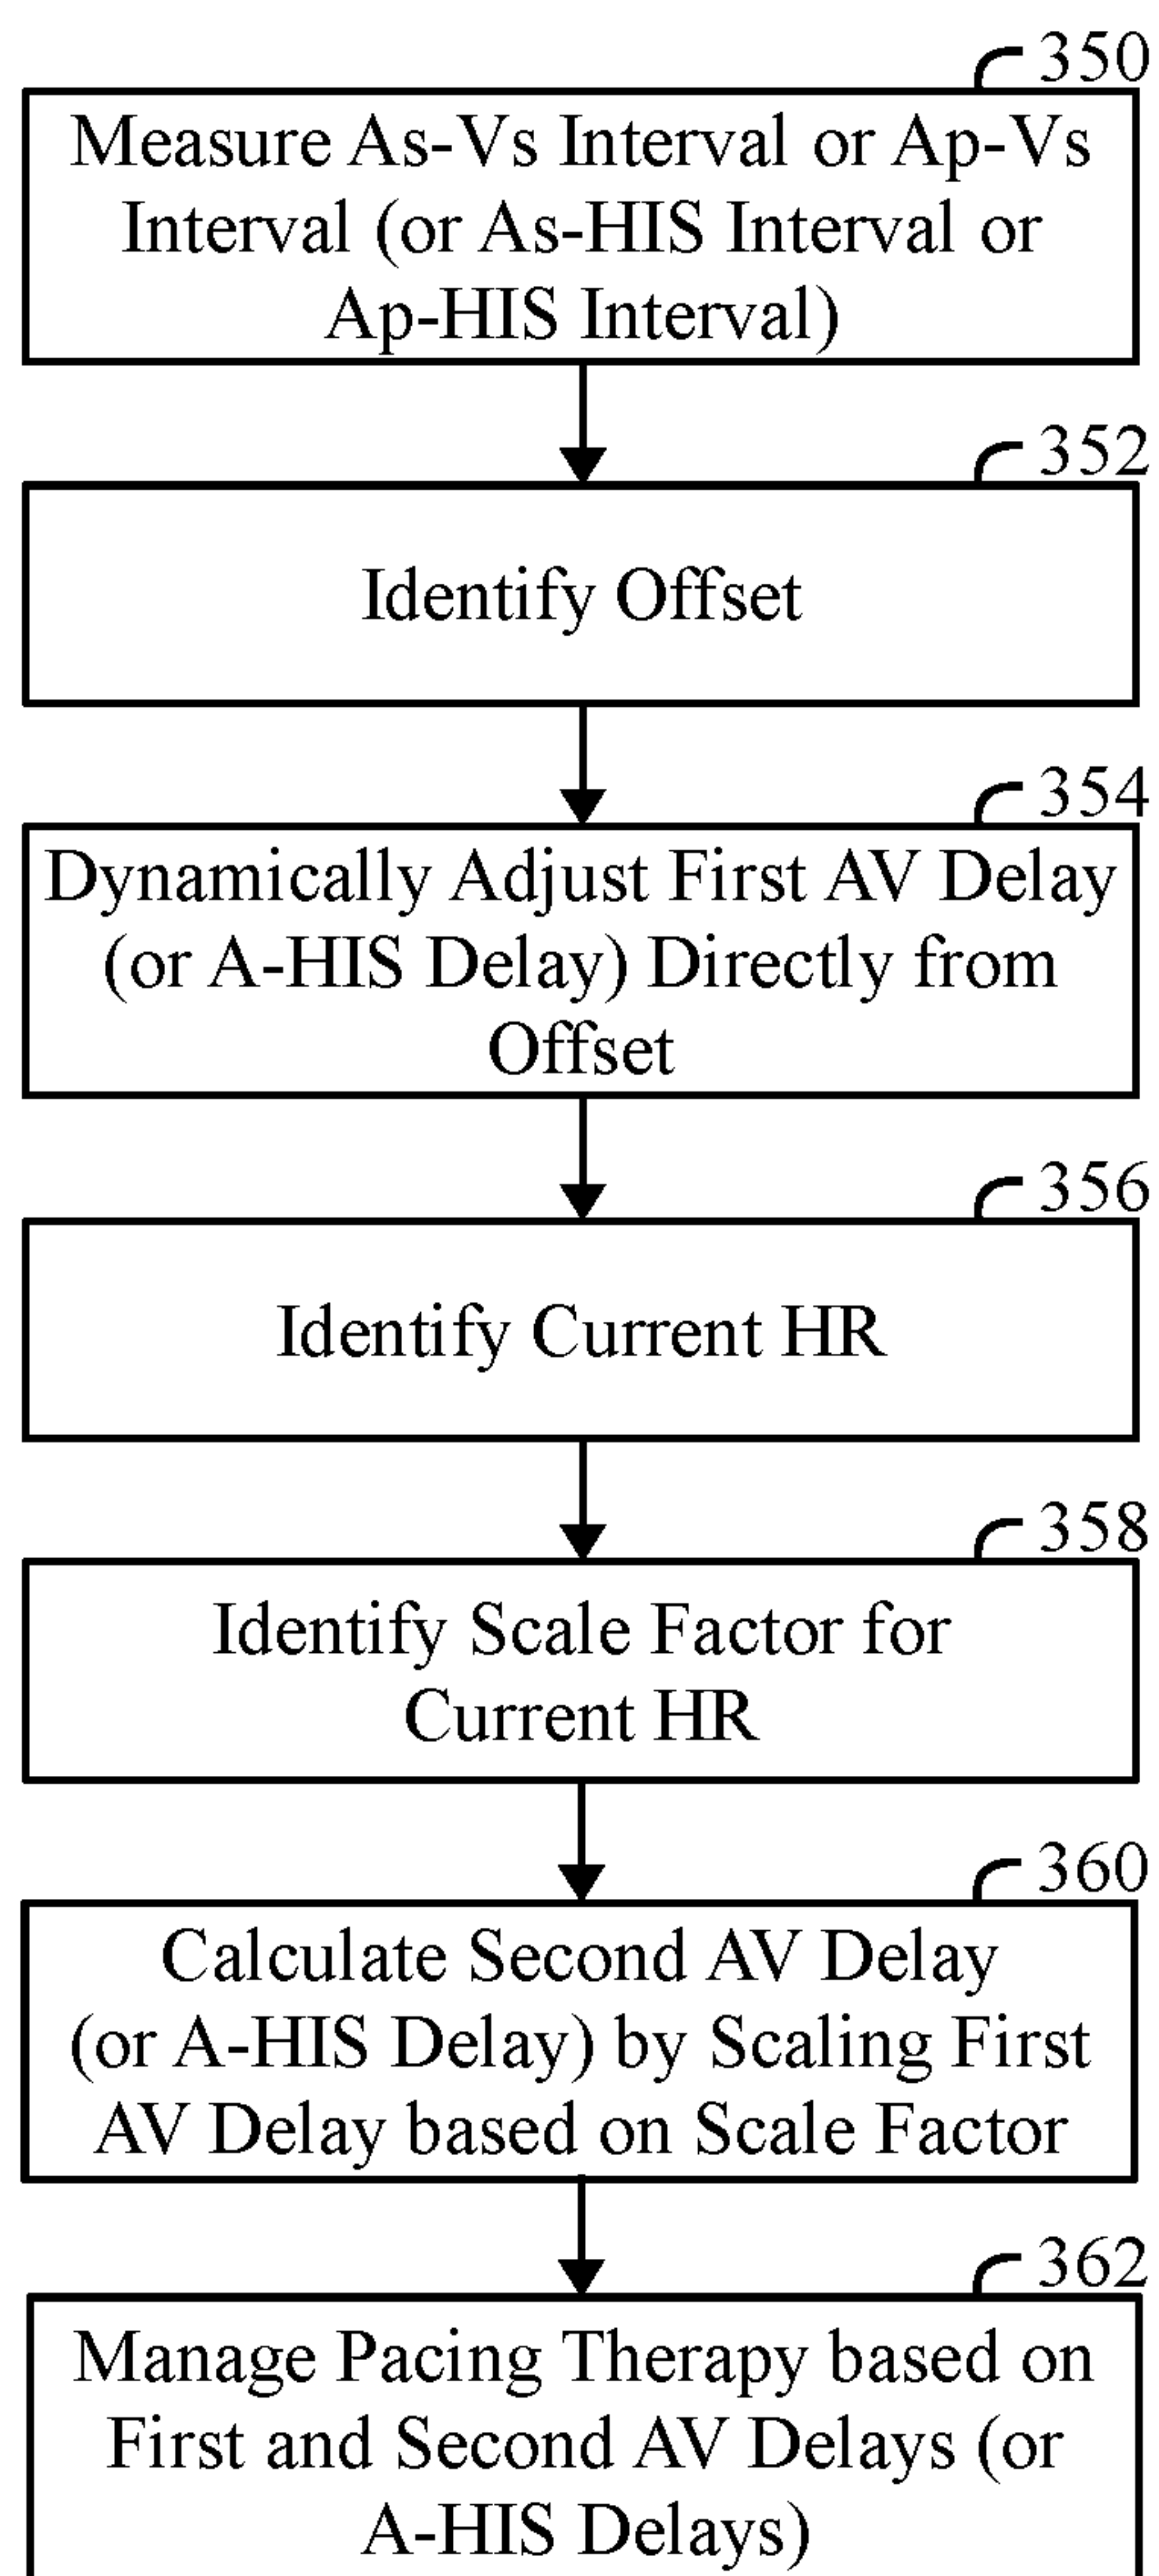 350
Measure As-Vs Interval or Ap-Vs
Interval (or As-HIS Interval or
Ap-HIS Interval)
352
Identify Offset
354
Dynamically Adjust First AV Delay
(or A-HIS Delay) Directly from
Offset
356
Identify Current HR
358
Identify Scale Factor for
Current HR
360
Calculate Second AV Delay
(or A-HIS Delay) by Scaling First
AV Delay based on Scale Factor
362
Manage Pacing Therapy based on
First and Second AV Delays (or
A-HIS Delays)